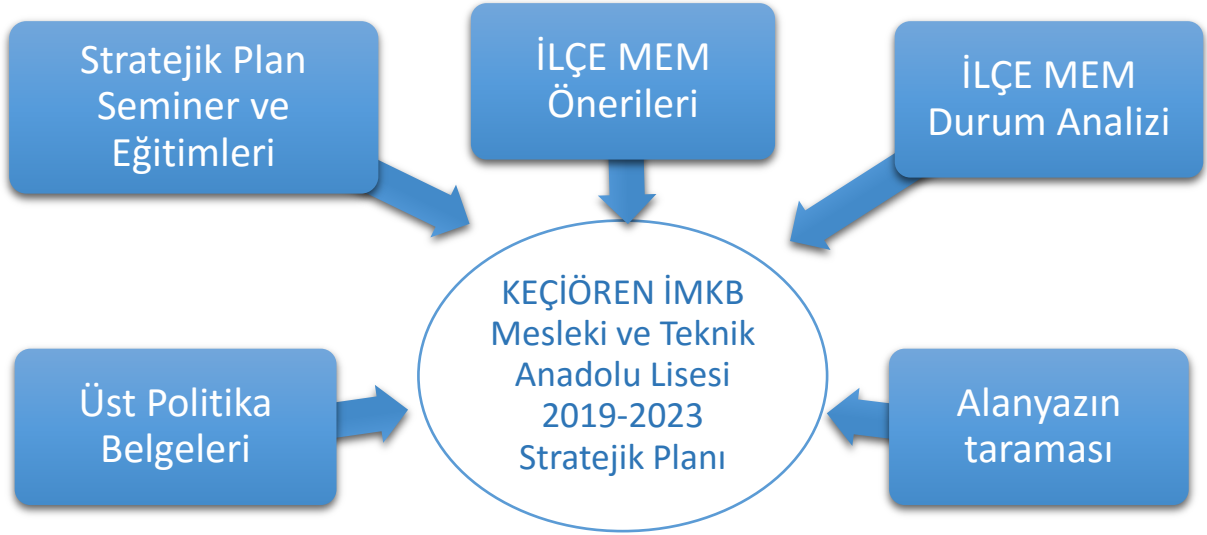 Stratejik Plan
Seminer ve
Eğitimleri
İLÇE MEM
Önerileri
İLÇE MEM
Durum Analizi
KEÇİÖREN İMKB
Mesleki ve Teknik
Anadolu Lisesi
2019-2023
Stratejik Planı
Üst Politika
Belgeleri
Alanyazın
taraması